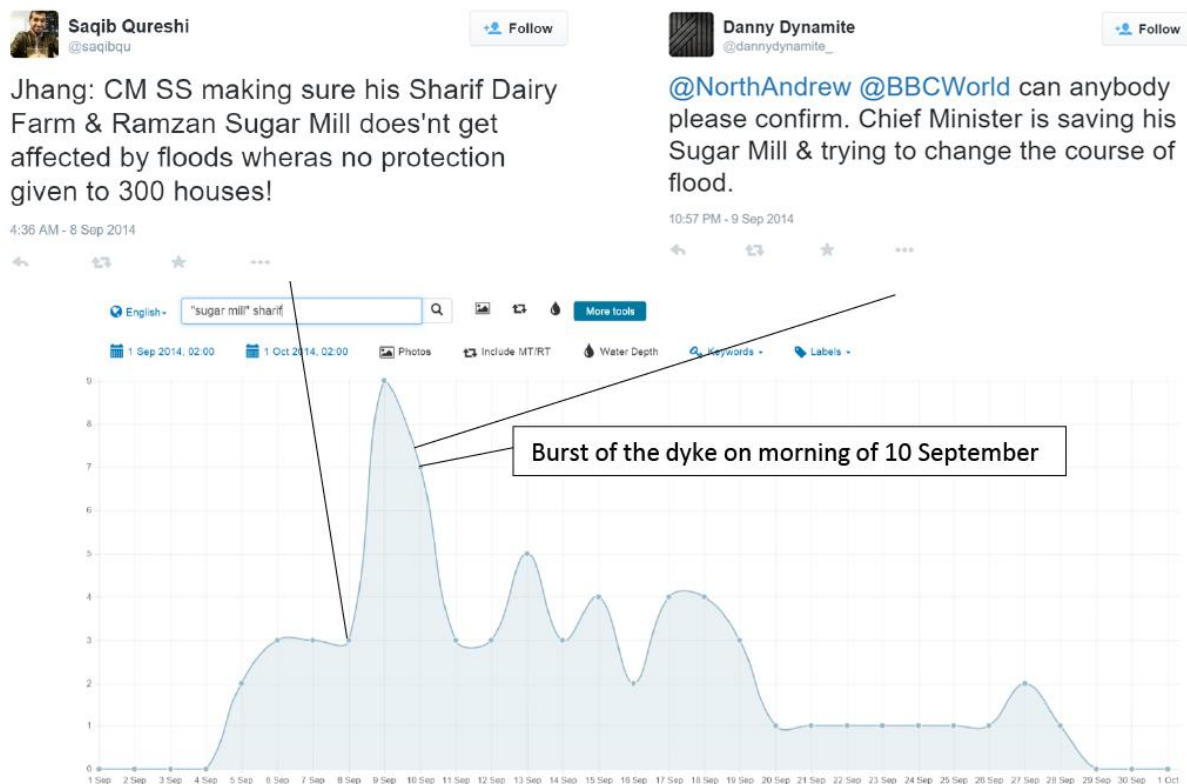 Saqib Qureshi
@saqibqu
Follow
Jhang: CM SS making sure his Sharif Dairy
Farm & Ramzan Sugar Mill does'nt get
affected by floods wheras no protection
given to 300 houses!
4:36 AM - 8 Sep 2014
Danny Dynamite
@dannydynamite_
Follow
@NorthAndrew @BBCWorld can anybody
please confirm. Chief Minister is saving his
Sugar Mill & trying to change the course of
flood.
10:57 PM - 9 Sep 2014
English
"sugar mill" sharif
More tools
1 Sep 2014, 02:00
1 Oct 2014, 02:00
Photos
Include MT/RT
Water Depth
Keywords
Labels
9
8
7
6
5
4
3
2
1
0
Burst of the dyke on morning of 10 September
1 Sep 2 Sep 3 Sep 4 Sep 5 Sep 6 Sep 7 Sep 8 Sep 9 Sep 10 Sep 11 Sep 12 Sep 13 Sep 14 Sep 15 Sep 16 Sep 17 Sep 18 Sep 19 Sep 20 Sep 21 Sep 22 Sep 23 Sep 24 Sep 25 Sep 26 Sep 27 Sep 28 Sep 29 Sep 30 Sep 1 Oct